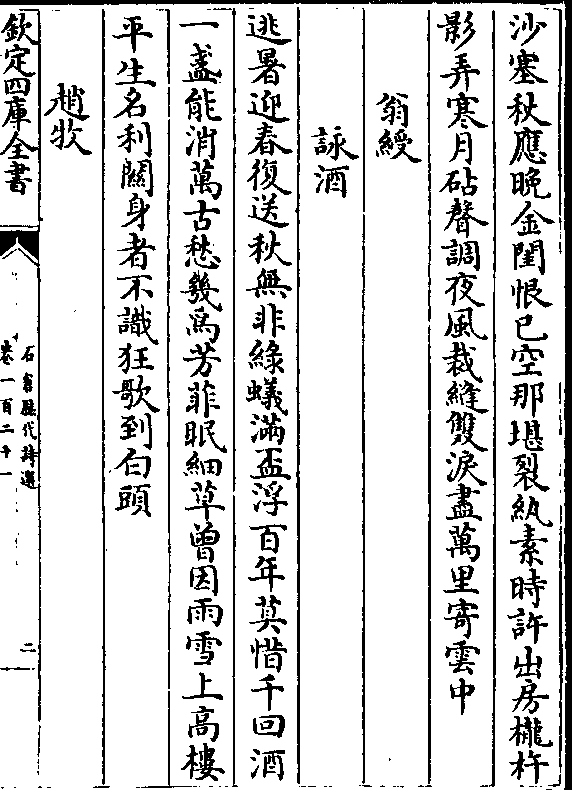 沙塞秋應晚金閨恨已空那堪裂紈素時許出房櫳杵
影弄寒月砧聲調夜風裁縫雙淚盡萬里寄雲中
翁綬
詠酒
逃暑迎春復送秋無非綠蟻滿盃浮百年莫惜千回酒
一盞能消萬古愁幾爲芳菲眠細草曾因雨雪上高樓
平生名利關身者不識狂歌到白頭
趙牧
欽定四庫全書
石倉歴代詩選
卷一百二十一
二